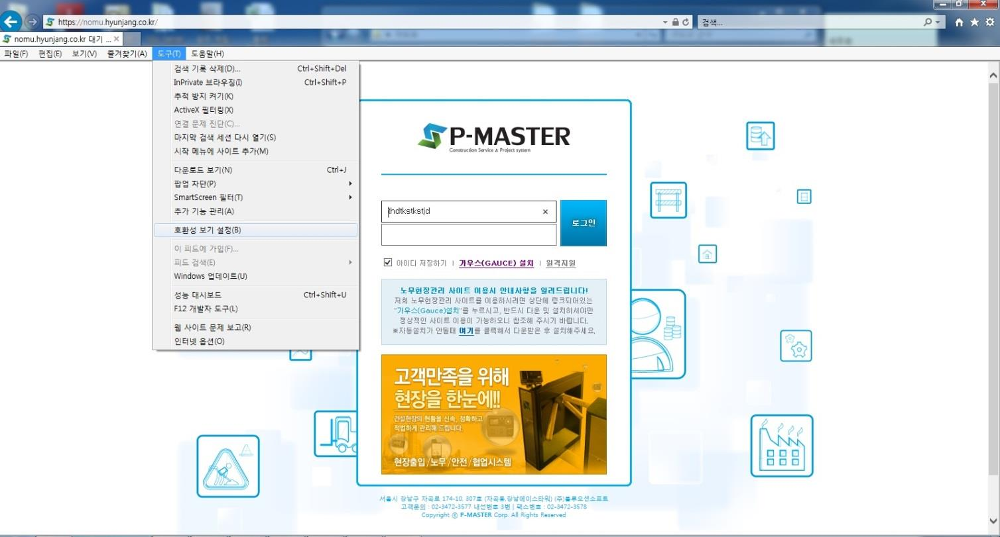 https://nomu.hyunjang.co.kr/
검색...
nomu.hyunjang.co.kr 대기 ...
파일(F) 편집(E) 보기(V) 즐겨찾기(A) 도구(T) 도움말(H)
검색 기록 삭제(D)... Ctrl+Shift+Del
InPrivate 브라우징(I) Ctrl+Shift+P
추적 방지 켜기(K)
ActiveX 필터링(X)
연결 문제 진단(C)...
마지막 검색 세션 다시 열기(S)
시작 메뉴에 사이트 추가(M)
다운로드 보기(N) Ctrl+J
팝업 차단(P)
SmartScreen 필터(T)
추가 기능 관리(A)
호환성 보기 설정(B)
이 피드에 가입(F)...
피드 검색(E)
Windows 업데이트(U)
성능 대시보드 Ctrl+Shift+U
F12 개발자 도구(L)
웹 사이트 문제 보고(R)
인터넷 옵션(O)
P-MASTER
Construction Service & Project system
thdtkstkstjd
로그인
아이디 저장하기 | 가우스(GAUCE) 설치 | 원격지원
노무현장관리 사이트 이용시 안내사항을 알려드립니다!
저희 노무현장관리 사이트를 이용하시려면 상단에 링크되어있는
"가우스(Gauce)설치"를 누르시고, 반드시 다운 및 설치하셔야만
정상적인 사이트 이용이 가능하오니 참조해 주시기 바랍니다.
※자동설치가 안될때 여기를 클릭해서 다운받은 후 설치해주세요.
고객만족을 위해
현장을 한눈에!!
건설현장의 현황을 신속, 정확하고
적법하게 관리해 드립니다.
현장출입/노무/안전/협업시스템
서울시 강남구 자곡로 174-10, 307호 (자곡동,강남에이스타워) (주)블루오션소프트
고객문의 : 02-3472-3577 내선번호 3번 | 팩스번호 : 02-3472-3578
Copyright ⓒ P-MASTER Corp. All Rights Reserved